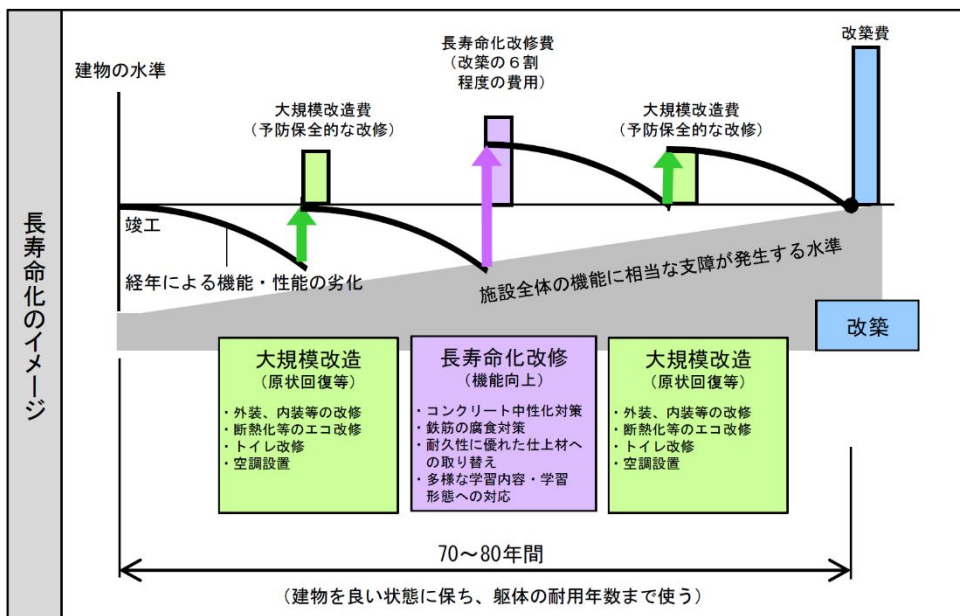 長寿命化のイメージ
建物の水準
大規模改造費
（予防保全的な改修）
長寿命化改修費
（改築の６割
程度の費用）
大規模改造費
（予防保全的な改修）
改築費
竣工
経年による機能・性能の劣化
施設全体の機能に相当な支障が発生する水準
改築
大規模改造
（原状回復等）
・外装、内装等の改修
・断熱化等のエコ改修
・トイレ改修
・空調設置
長寿命化改修
（機能向上）
・コンクリート中性化対策
・鉄筋の腐食対策
・耐久性に優れた仕上材へ
の取り替え
・多様な学習内容・学習
形態への対応
大規模改造
（原状回復等）
・外装、内装等の改修
・断熱化等のエコ改修
・トイレ改修
・空調設置
70～80年間
（建物を良い状態に保ち、躯体の耐用年数まで使う）